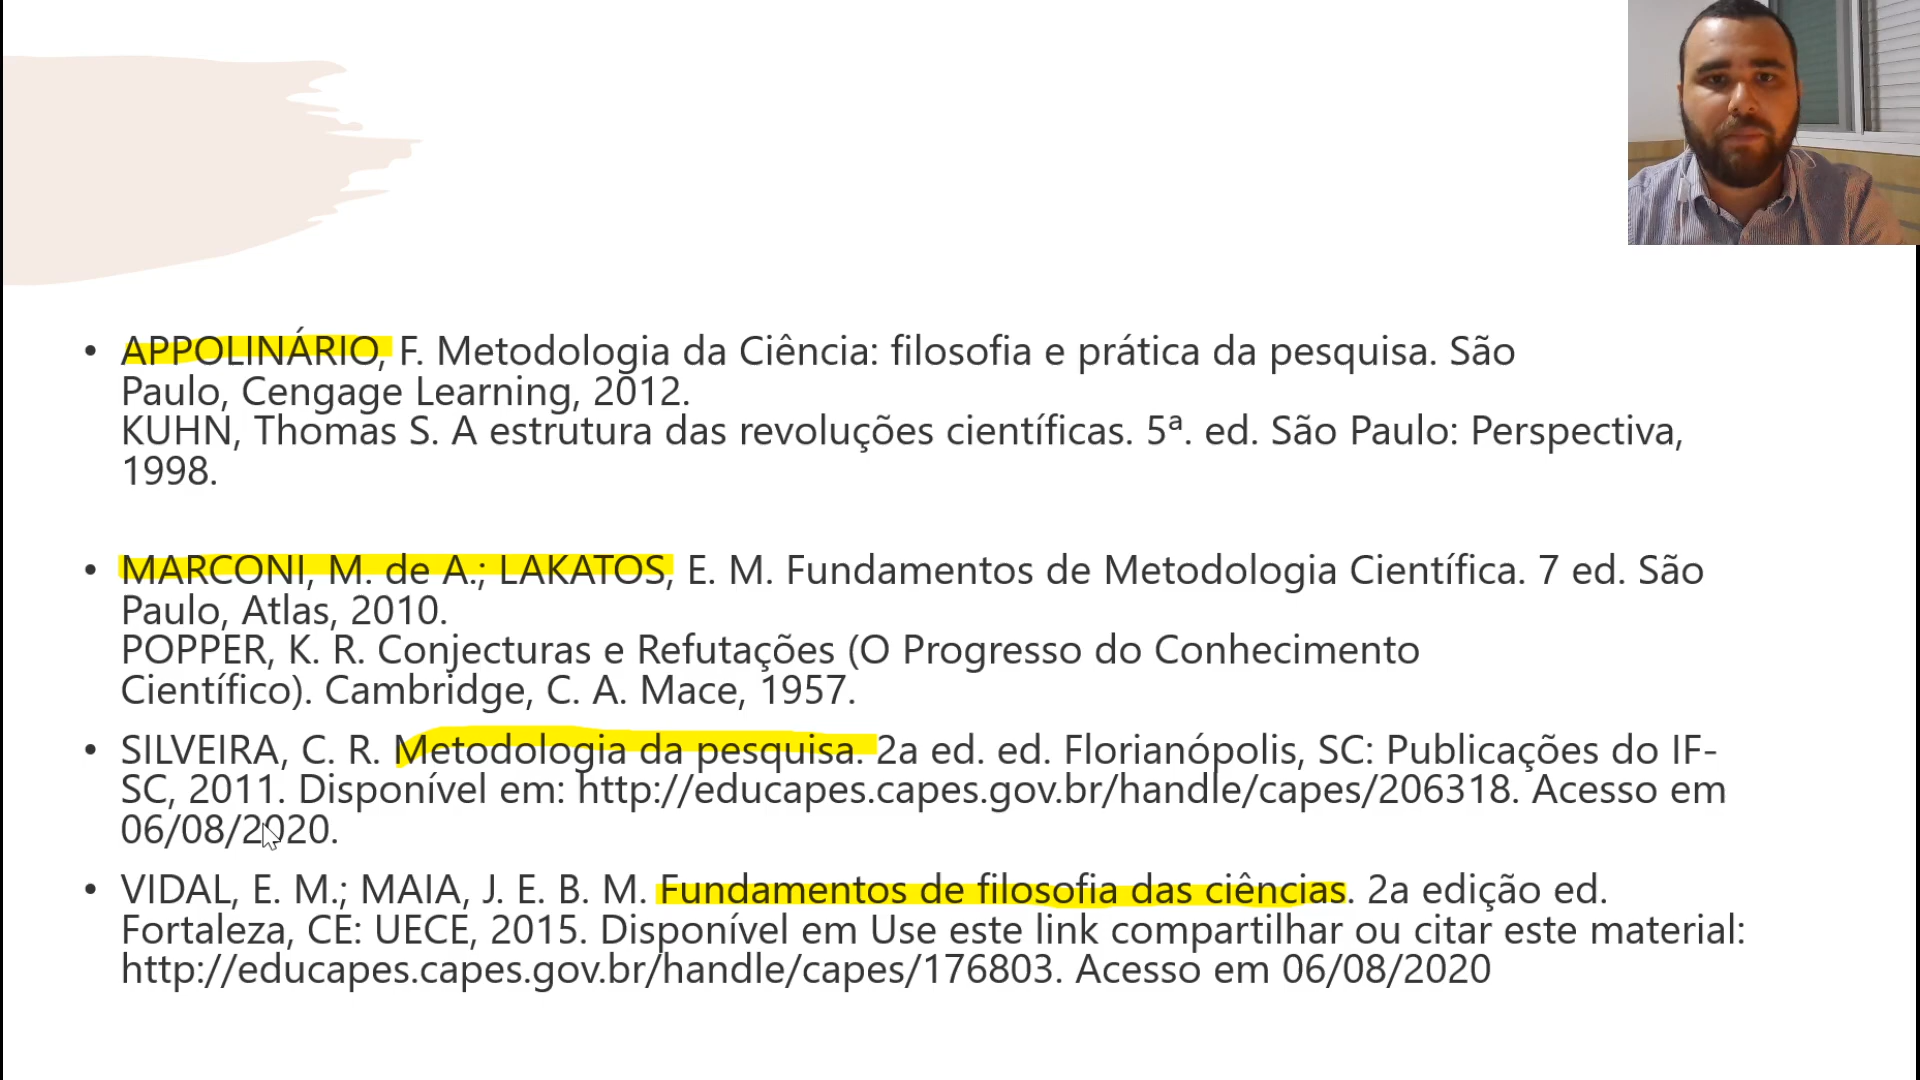 APPOLINÁRIO, F. Metodologia da Ciência: filosofia e prática da pesquisa. São
Paulo, Cengage Learning, 2012.
KUHN, Thomas S. A estrutura das revoluções científicas. 5ª. ed. São Paulo: Perspectiva,
1998.
MARCONI, M. de A.; LAKATOS, E. M. Fundamentos de Metodologia Científica. 7 ed. São
Paulo, Atlas, 2010.
POPPER, K. R. Conjecturas e Refutações (O Progresso do Conhecimento
Científico). Cambridge, C. A. Mace, 1957.
SILVEIRA, C. R. Metodologia da pesquisa. 2a ed. ed. Florianópolis, SC: Publicações do IF-
SC, 2011. Disponível em: http://educapes.capes.gov.br/handle/capes/206318. Acesso em
06/08/2020.
VIDAL, E. M.; MAIA, J. E. B. M. Fundamentos de filosofia das ciências. 2a edição ed.
Fortaleza, CE: UECE, 2015. Disponível em Use este link compartilhar ou citar este material:
http://educapes.capes.gov.br/handle/capes/176803. Acesso em 06/08/2020